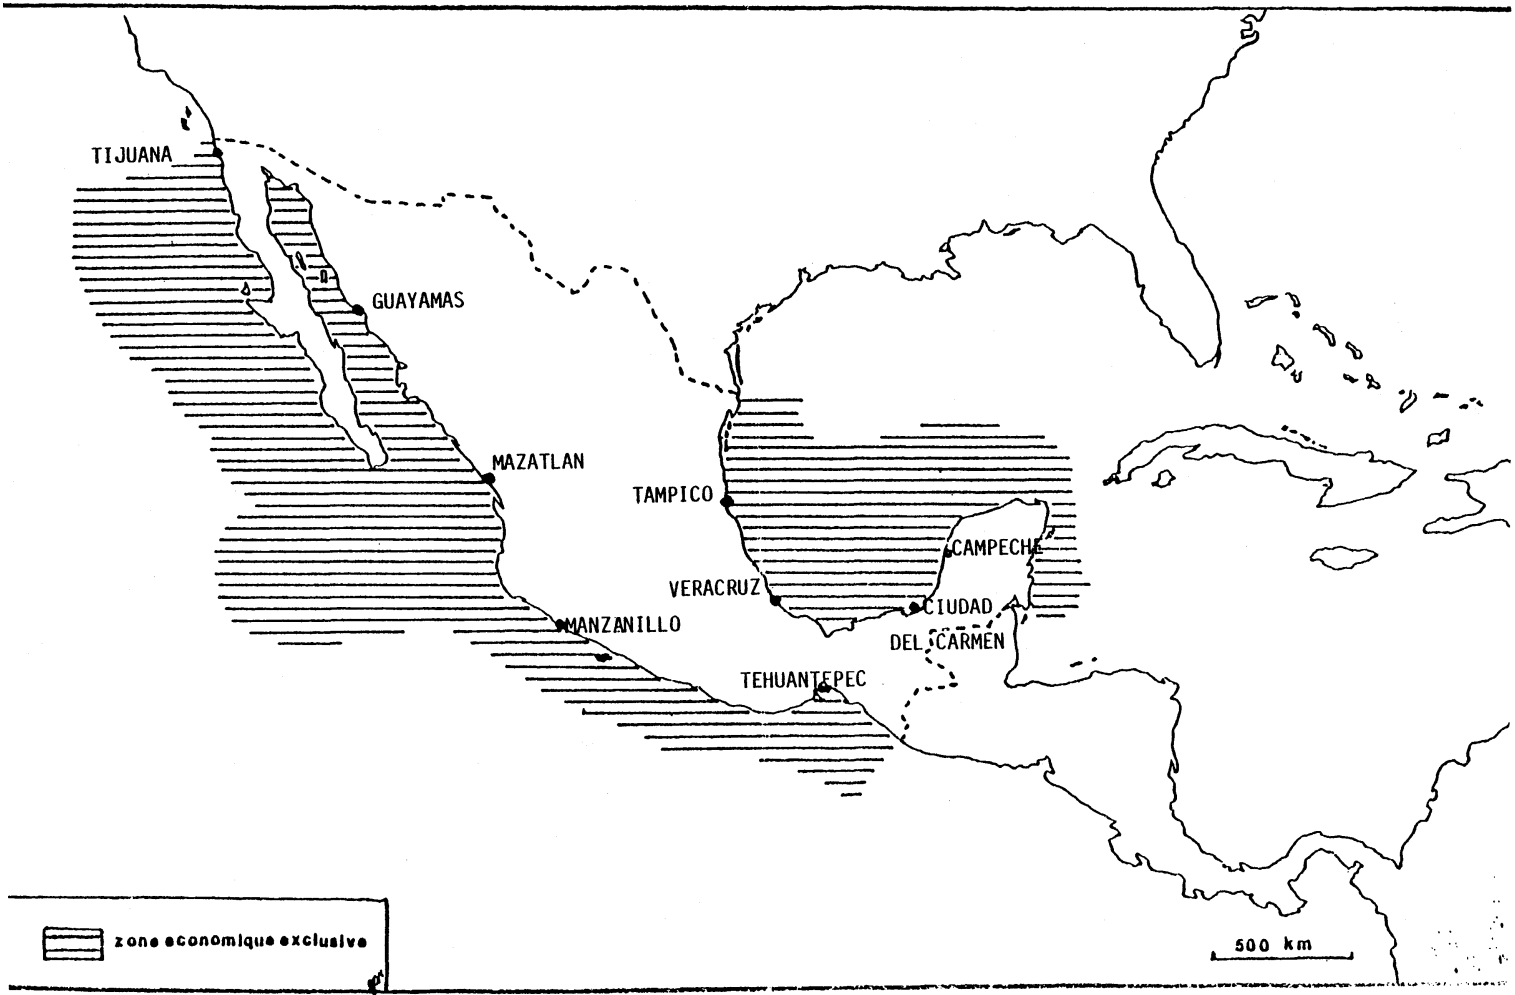 TIJUANA
GUAYAMAS
MAZATLAN
TAMPICO
CAMPECHE
VERACRUZ
CIUDAD
DEL CARMEN
MANZANILLO
TEHUANTEPEC
zone economique exclusive
500 km